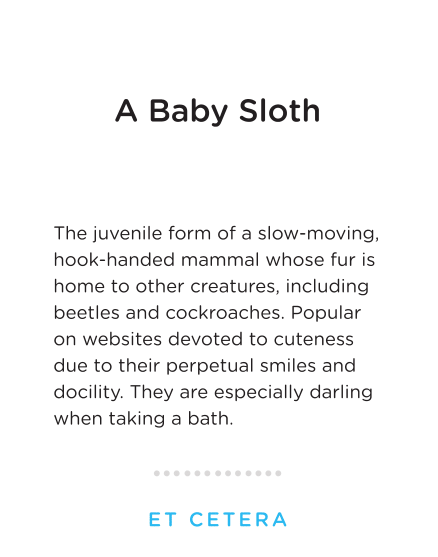 A Baby Sloth
The juvenile form of a slow-moving,
hook-handed mammal whose fur is
home to other creatures, including
beetles and cockroaches. Popular
on websites devoted to cuteness
due to their perpetual smiles and
docility. They are especially darling
when taking a bath.
ET CETERA